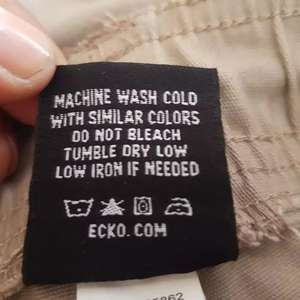 MACHINE WASH COLD
WITH SIMILAR COLORS
DO NOT BLEACH
TUMBLE DRY LOW
LOW IRON IF NEEDED
ECKO.COM